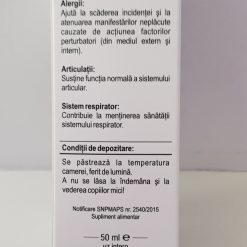 Alergii:
Ajută la scăderea incidenței și la
atenuarea manifestărilor neplăcute
cauzate de acțiunea factorilor
perturbatori (din mediul extern și
intern).
Articulații:
Susține funcția normală a sistemului
articular.
Sistem respirator:
Contribuie la menținerea sănătății
sistemului respirator.
Condiții de depozitare:
Se păstrează la temperatura
camerei, ferit de lumină.
A nu se lăsa la îndemâna și la
vederea copiilor mici!
Notificare SNPMAPS nr. 2540/2015
Supliment alimentar
50 ml ℮
uz intern